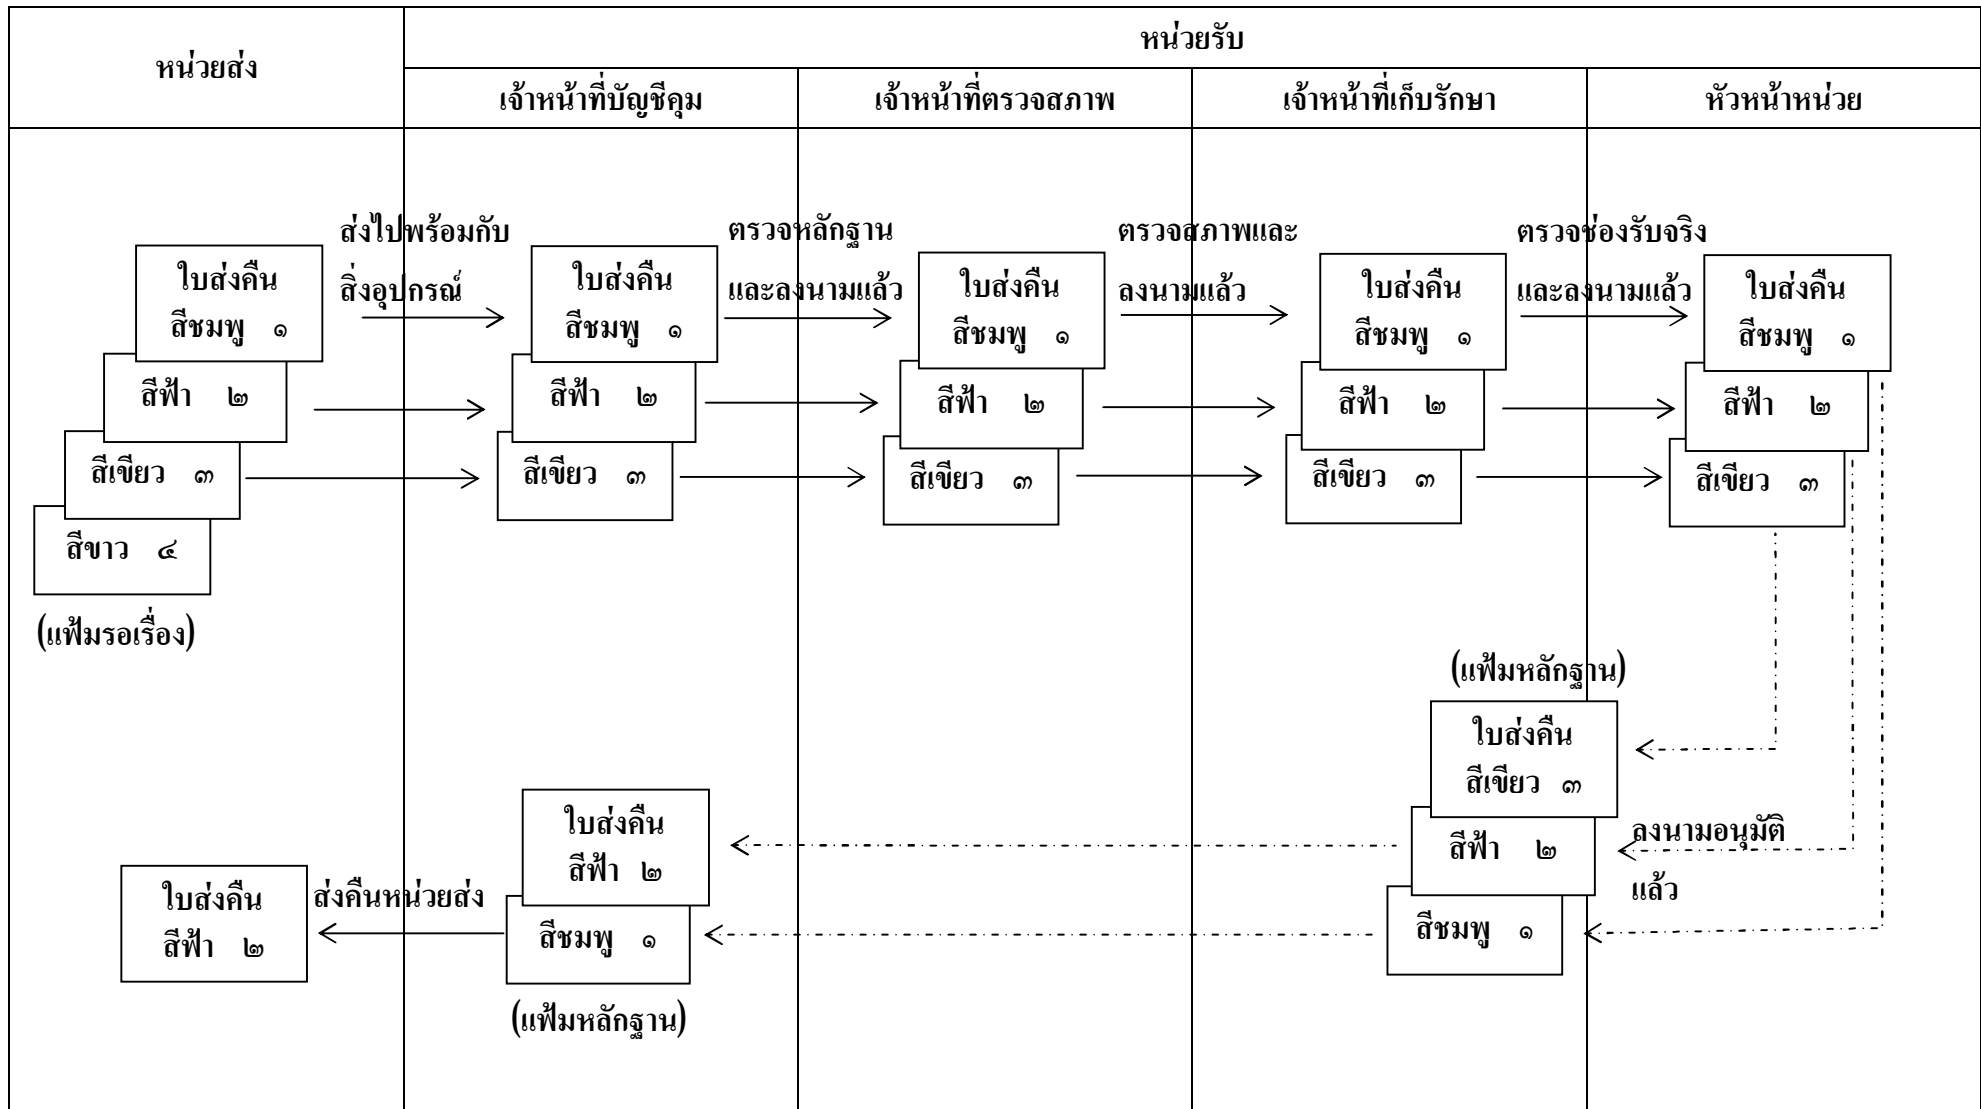 หน่วยส่ง
หน่วยรับ
เจ้าหน้าที่บัญชีคุม
เจ้าหน้าที่ตรวจสภาพ
เจ้าหน้าที่เก็บรักษา
หัวหน้าหน่วย
ใบส่งคืน
สีชมพู ๑
สีฟ้า ๒
สีเขียว ๓
สีขาว ๔
(แฟ้มรอเรื่อง)
ส่งไปพร้อมกับ
สิ่งอุปกรณ์
ใบส่งคืน
สีชมพู ๑
สีฟ้า ๒
สีเขียว ๓
ตรวจหลักฐาน
และลงนามแล้ว
ใบส่งคืน
สีชมพู ๑
สีฟ้า ๒
สีเขียว ๓
ตรวจสภาพและ
ลงนามแล้ว
ใบส่งคืน
สีชมพู ๑
สีฟ้า ๒
สีเขียว ๓
ตรวจช่องรับจริง
และลงนามแล้ว
ใบส่งคืน
สีชมพู ๑
สีฟ้า ๒
สีเขียว ๓
(แฟ้มหลักฐาน)
ใบส่งคืน
สีเขียว ๓
สีฟ้า ๒
สีชมพู ๑
ลงนามอนุมัติ
แล้ว
ใบส่งคืน
สีฟ้า ๒
สีชมพู ๑
(แฟ้มหลักฐาน)
ส่งคืนหน่วยส่ง
ใบส่งคืน
สีฟ้า ๒